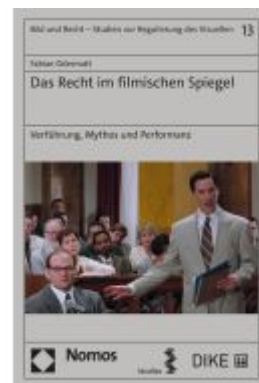 Bild und Recht – Studien zur Regulierung des Visuellen 13
Fabian
Das Recht im filmischen Spiegel
Verführung, Mythos und Performanz
Nomos
DIKE